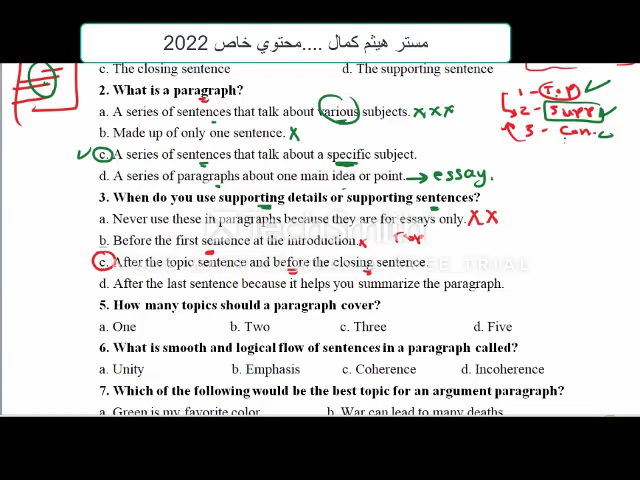 مستر هيثم كمال ....محتوي خاص 2022
c. The closing sentence d. The supporting sentence
2. What is a paragraph?
a. A series of sentences that talk about various subjects. x x x
b. Made up of only one sentence. x
c. A series of sentences that talk about a specific subject.
d. A series of paragraphs about one main idea or point. → essay.
1 - Top
2 - Supp
3 - Con.
3. When do you use supporting details or supporting sentences?
a. Never use these in paragraphs because they are for essays only. X X
b. Before the first sentence at the introduction. x Top
c. After the topic sentence and before the closing sentence.
d. After the last sentence because it helps you summarize the paragraph.
5. How many topics should a paragraph cover?
a. One b. Two c. Three d. Five
6. What is smooth and logical flow of sentences in a paragraph called?
a. Unity b. Emphasis c. Coherence d. Incoherence
7. Which of the following would be the best topic for an argument paragraph?
a. Green is my favorite color b. War can lead to many deaths